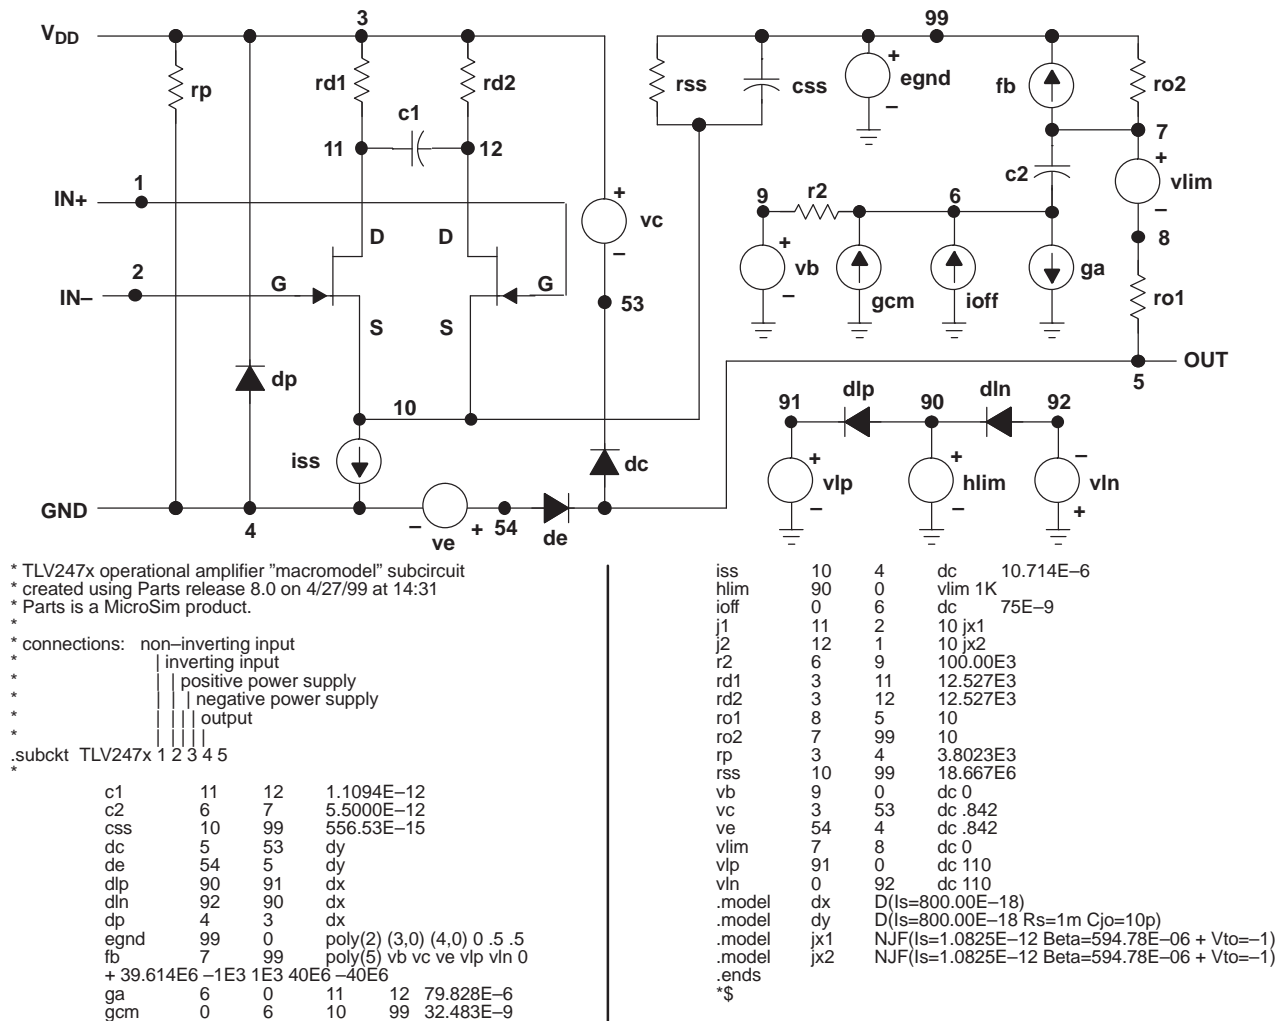 3
99
VDD
rp
rd1
rd2
rss
css
+
egnd
–
fb
ro2
c1
11
12
7
c2
+
vlim
–
8
1
IN+
+
vc
–
53
9
r2
6
+
vb
–
gcm
ioff
ga
ro1
D
D
2
IN–
G
G
S
S
OUT
5
dp
10
iss
dc
91
dlp
90
dln
92
+
vlp
–
+
hlim
–
–
vln
+
GND
4
–
ve
+
54
de
* TLV247x operational amplifier ”macromodel” subcircuit
* created using Parts release 8.0 on 4/27/99 at 14:31
* Parts is a MicroSim product.
*
* connections: non–inverting input
* | inverting input
* | | positive power supply
* | | | negative power supply
* | | | | output
* | | | | |
.subckt TLV247x 1 2 3 4 5
*
c1 11 12 1.1094E–12
c2 6 7 5.5000E–12
css 10 99 556.53E–15
dc 5 53 dy
de 54 5 dy
dlp 90 91 dx
dln 92 90 dx
dp 4 3 dx
egnd 99 0 poly(2) (3,0) (4,0) 0 .5 .5
fb 7 99 poly(5) vb vc ve vlp vln 0
+ 39.614E6 –1E3 1E3 40E6 –40E6
ga 6 0 11 12 79.828E–6
gcm 0 6 10 99 32.483E–9
iss 10 4 dc 10.714E–6
hlim 90 0 vlim 1K
ioff 0 6 dc 75E–9
j1 11 2 10 jx1
j2 12 1 10 jx2
r2 6 9 100.00E3
rd1 3 11 12.527E3
rd2 3 12 12.527E3
ro1 8 5 10
ro2 7 99 10
rp 3 4 3.8023E3
rss 10 99 18.667E6
vb 9 0 dc 0
vc 3 53 dc .842
ve 54 4 dc .842
vlim 7 8 dc 0
vlp 91 0 dc 110
vln 0 92 dc 110
.model dx D(Is=800.00E–18)
.model dy D(Is=800.00E–18 Rs=1m Cjo=10p)
.model jx1 NJF(Is=1.0825E–12 Beta=594.78E–06 + Vto=–1)
.model jx2 NJF(Is=1.0825E–12 Beta=594.78E–06 + Vto=–1)
.ends
*$